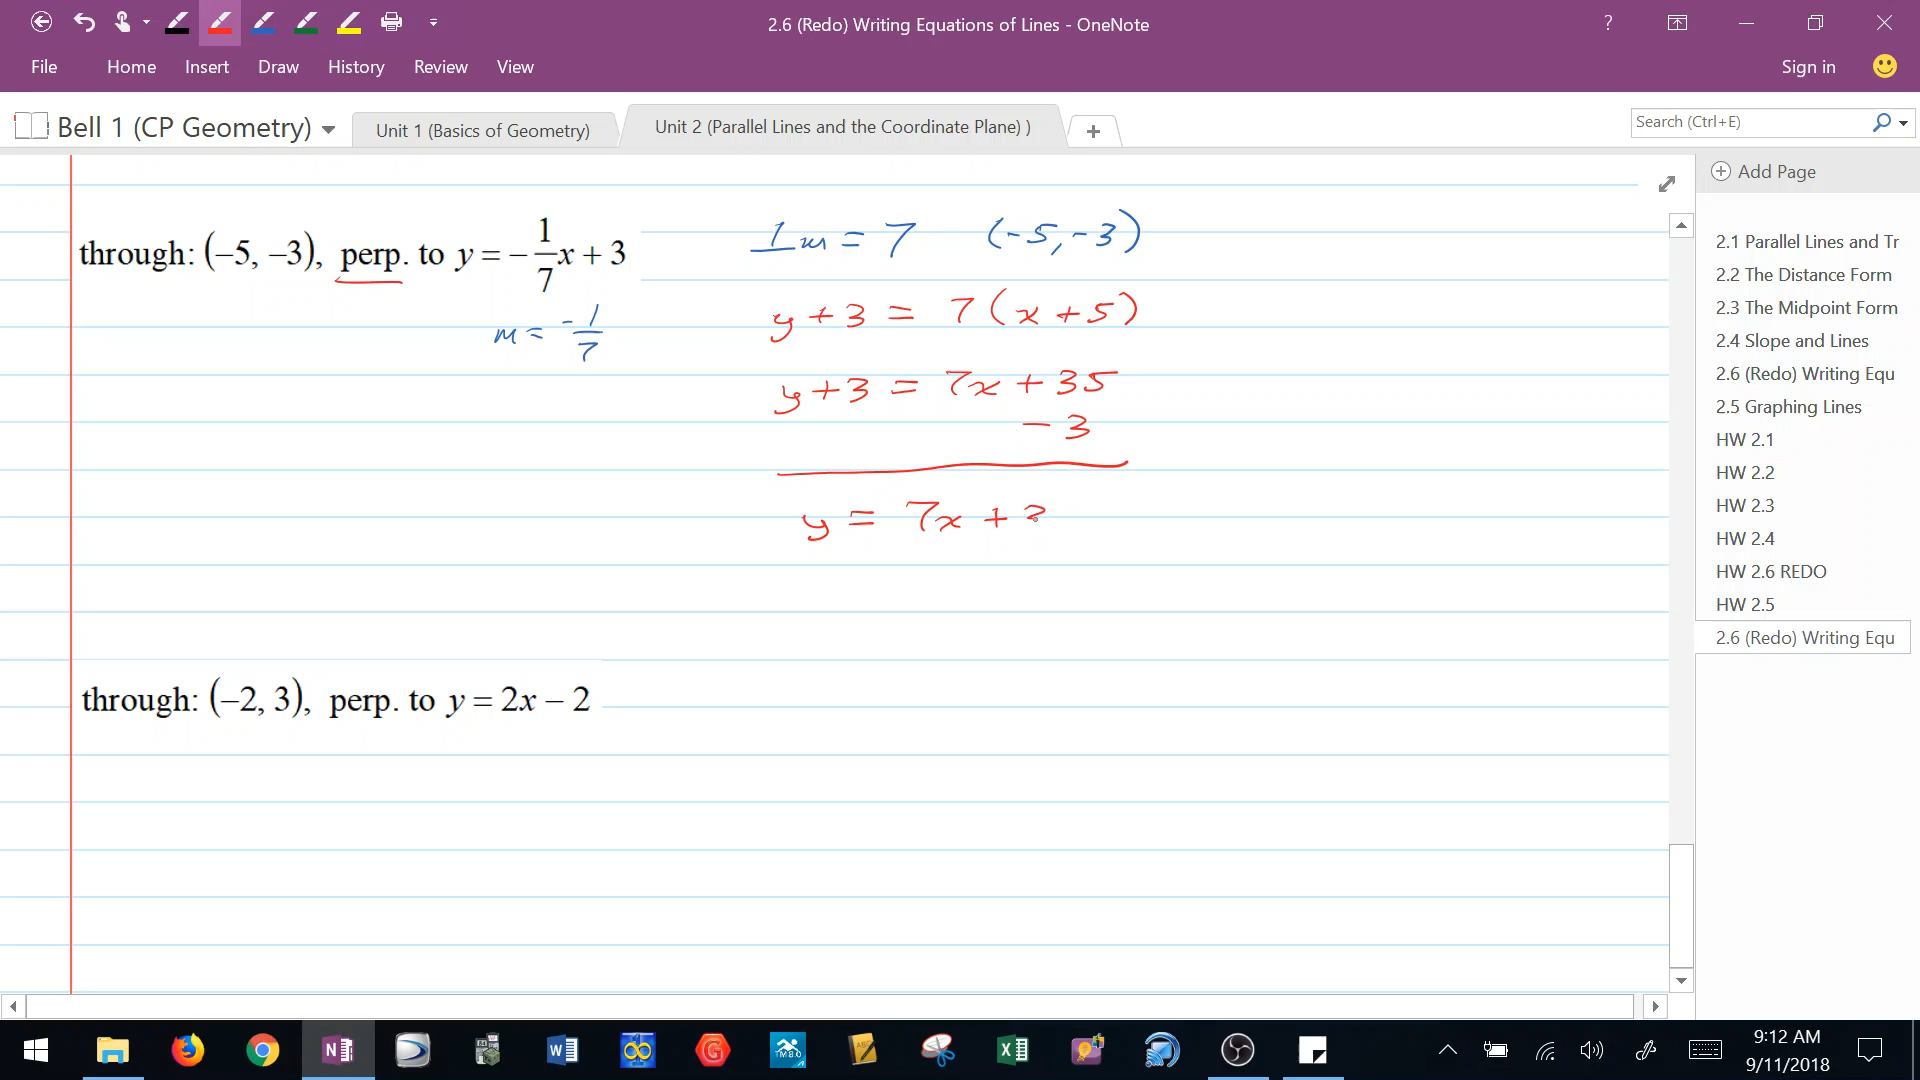 2.6 (Redo) Writing Equations of Lines - OneNote
?
File Home Insert Draw History Review View
Sign in
Bell 1 (CP Geometry)
Unit 1 (Basics of Geometry)
Unit 2 (Parallel Lines and the Coordinate Plane) )
Search (Ctrl+E)
Add Page
2.1 Parallel Lines and Tr
2.2 The Distance Form
2.3 The Midpoint Form
2.4 Slope and Lines
2.6 (Redo) Writing Equ
2.5 Graphing Lines
HW 2.1
HW 2.2
HW 2.3
HW 2.4
HW 2.6 REDO
HW 2.5
2.6 (Redo) Writing Equ
through: (−5, −3), perp. to y = −1/7x + 3
m = -1/7
⊥m = 7 (-5,-3)
y + 3 = 7(x + 5)
y + 3 = 7x + 35
- 3
y = 7x + 3
through: (−2, 3), perp. to y = 2x − 2
9:12 AM
9/11/2018